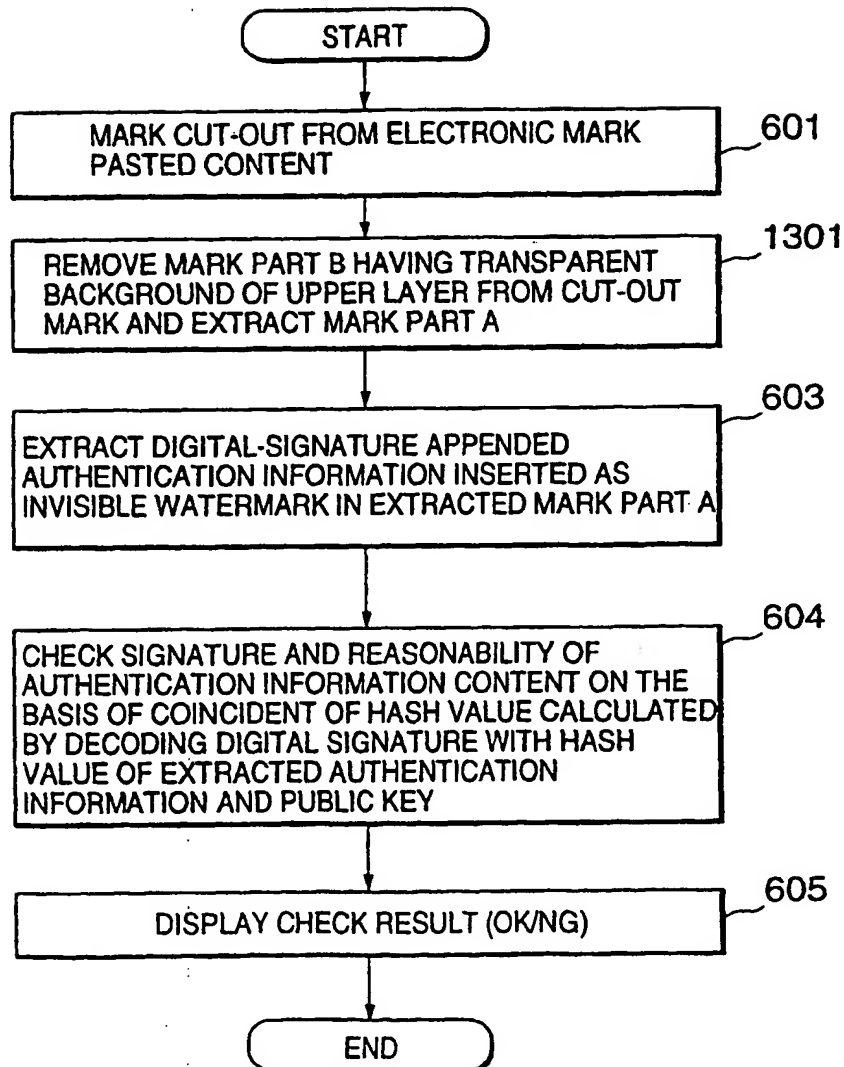 START
MARK CUT-OUT FROM ELECTRONIC MARK
PASTED CONTENT
601
REMOVE MARK PART B HAVING TRANSPARENT
BACKGROUND OF UPPER LAYER FROM CUT-OUT
MARK AND EXTRACT MARK PART A
1301
EXTRACT DIGITAL-SIGNATURE APPENDED
AUTHENTICATION INFORMATION INSERTED AS
INVISIBLE WATERMARK IN EXTRACTED MARK PART A
603
CHECK SIGNATURE AND REASONABILITY OF
AUTHENTICATION INFORMATION CONTENT ON THE
BASIS OF COINCIDENT OF HASH VALUE CALCULATED
BY DECODING DIGITAL SIGNATURE WITH HASH
VALUE OF EXTRACTED AUTHENTICATION
INFORMATION AND PUBLIC KEY
604
DISPLAY CHECK RESULT (OK/NG)
605
END